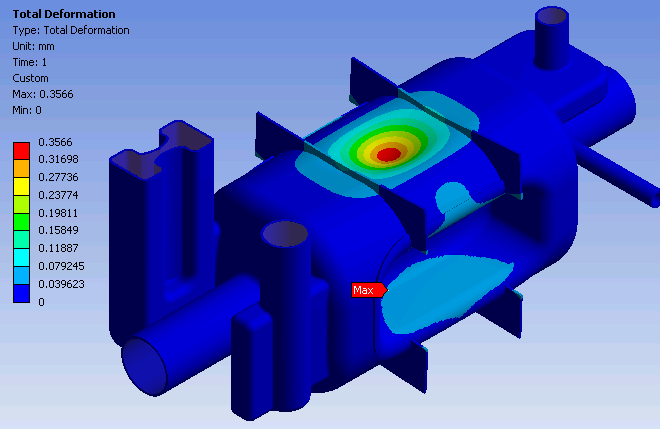 Total Deformation
Type: Total Deformation
Unit: mm
Time: 1
Custom
Max: 0.3566
Min: 0
0.3566
0.31698
0.27736
0.23774
0.19811
0.15849
0.11887
0.079245
0.039623
0
Max